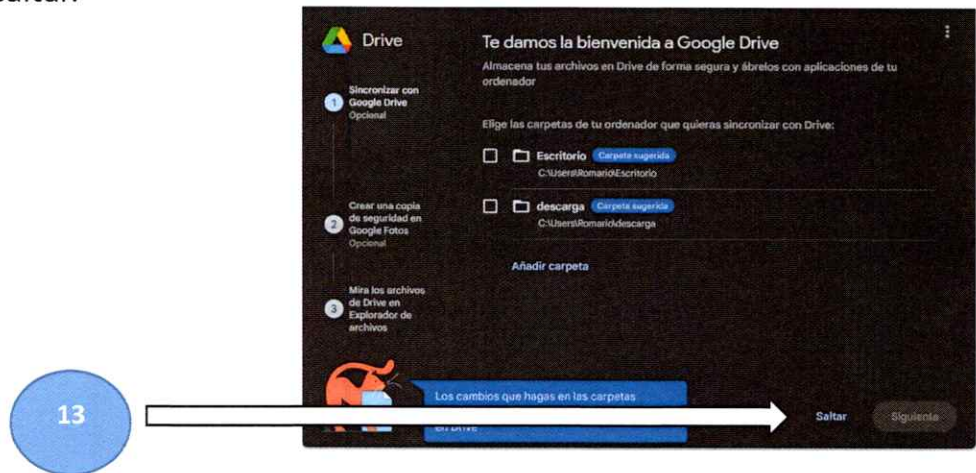 Drive
Te damos la bienvenida a Google Drive
Almacena tus archivos en Drive de forma segura y ábrelos con aplicaciones de tu
ordenador
1
Sincronizar con
Google Drive
Opcional
Elige las carpetas de tu ordenador que quieras sincronizar con Drive:
Escritorio Carpeta sugerida
C:\Users\Romario\Escritorio
descarga Carpeta sugerida
C:\Users\Romario\descarga
Añadir carpeta
2
Crear una copia
de seguridad en
Google Fotos
Opcional
3
Mira los archivos
de Drive en
Explorador de
archivos
Los cambios que hagas en las carpetas
en Drive
13
Saltar
Siguiente